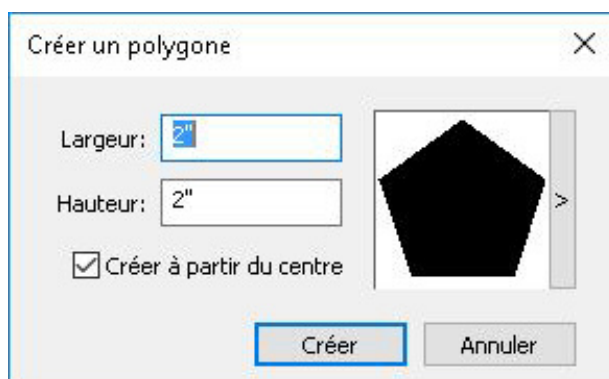 Créer un polygone
Largeur: 2"
Hauteur: 2"
Créer à partir du centre
>
Créer Annuler